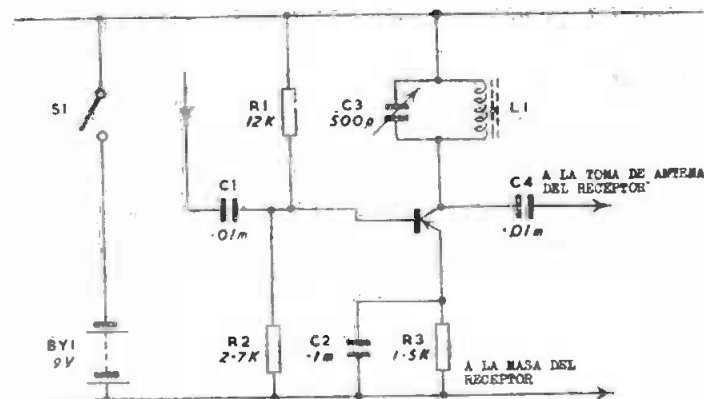 S1
R1
12K
C3
500p
L1
C1
.01m
C4
.01m
A LA TOMA DE ANTENA
DEL RECEPTOR
BY1
9V
R2
2.7K
C2
.1m
R3
1.5K
A LA MASA DEL
RECEPTOR